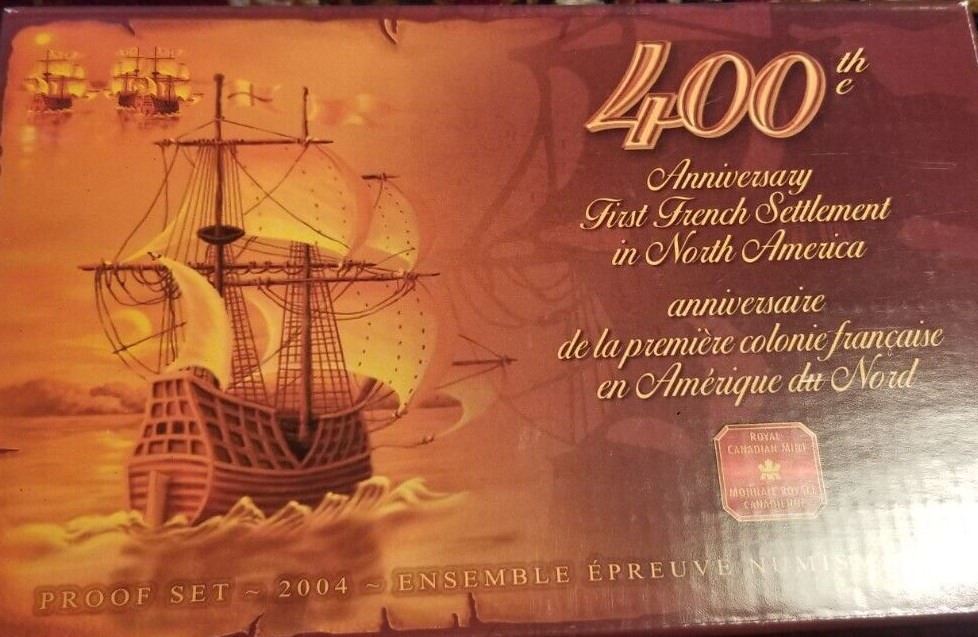 400th
e
Anniversary
First French Settlement
in North America
anniversaire
de la première colonie française
en Amérique du Nord
ROYAL
CANADIAN MINT
MONNAIE ROYALE
CANADIENNE
PROOF SET ~ 2004 ~ ENSEMBLE ÉPREUVE